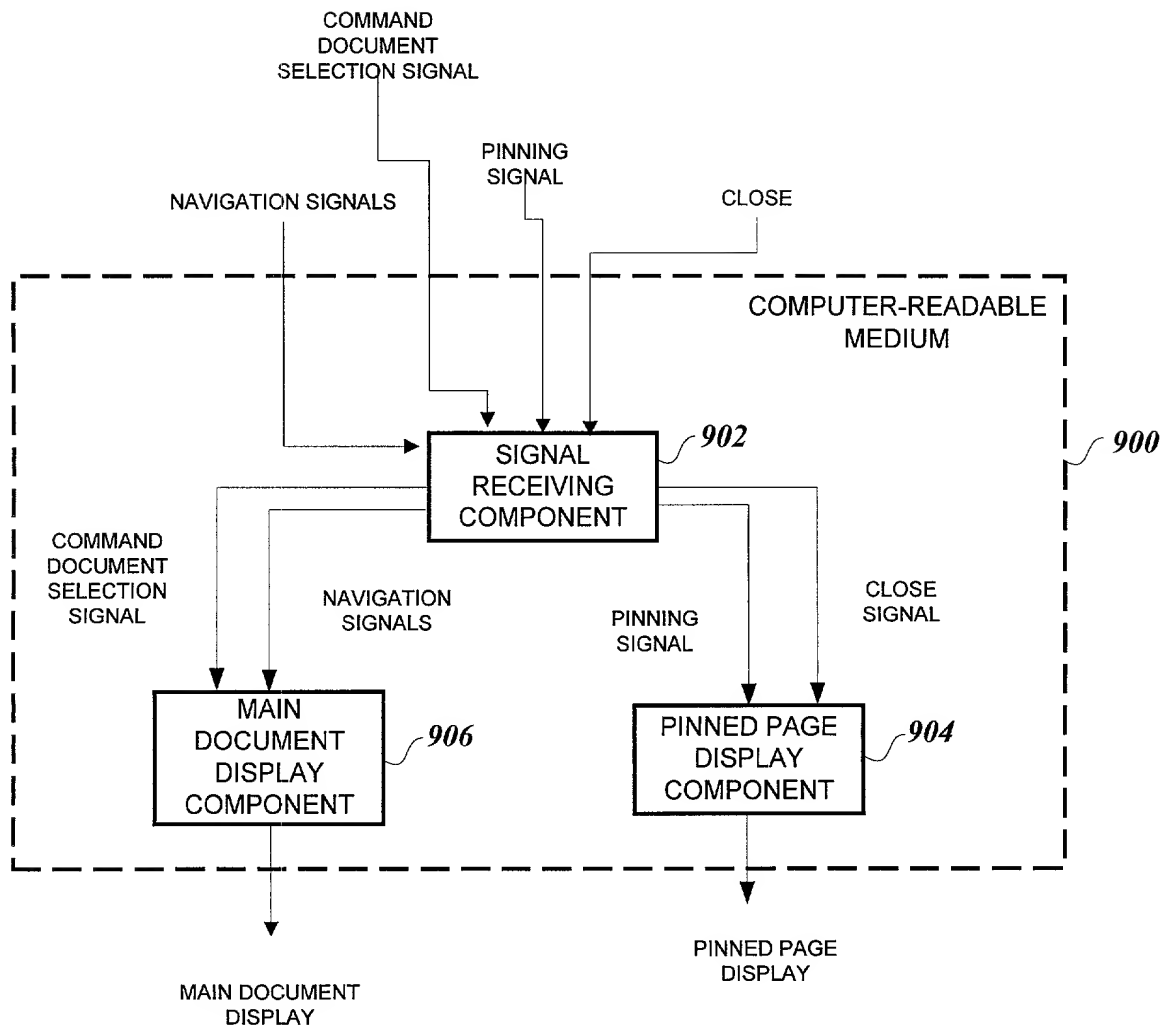 COMMAND
DOCUMENT
SELECTION SIGNAL
PINNING
SIGNAL
NAVIGATION SIGNALS
CLOSE
COMPUTER-READABLE
MEDIUM
902
900
SIGNAL
RECEIVING
COMPONENT
COMMAND
DOCUMENT
SELECTION
SIGNAL
NAVIGATION
SIGNALS
PINNING
SIGNAL
CLOSE
SIGNAL
MAIN
DOCUMENT
DISPLAY
COMPONENT
906
PINNED PAGE
DISPLAY
COMPONENT
904
MAIN DOCUMENT
DISPLAY
PINNED PAGE
DISPLAY